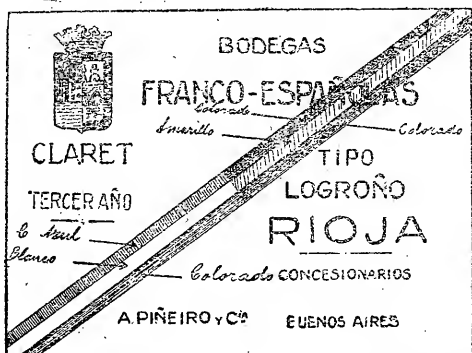 BODEGAS
FRANCO-ESPAÑOLAS
Colorado
Amarillo
Colorado
CLARET
TIPO
TERCER AÑO
LOGROÑO
RIOJA
C Azul
Blanco
Colorado
CONCESIONARIOS
A. PIÑEIRO Y Cía
BUENOS AIRES